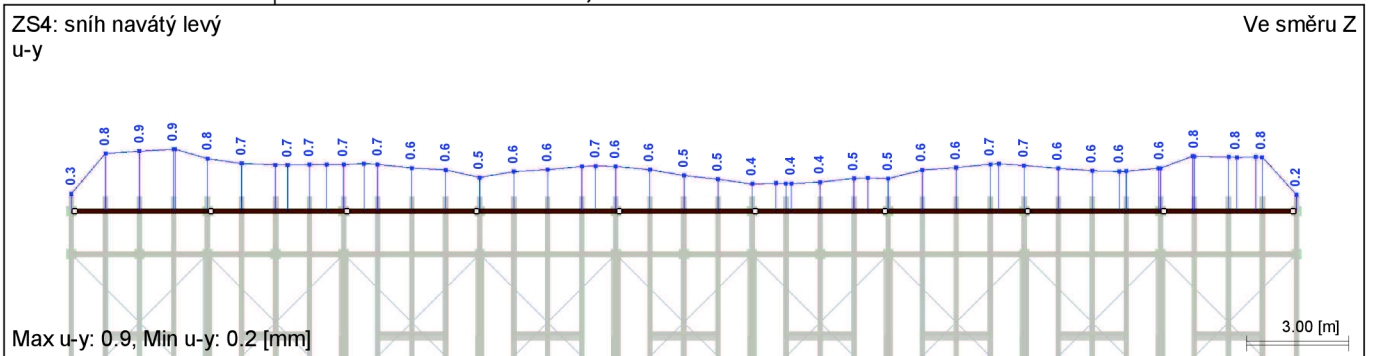 ZS4: sníh navátý levý
u-y
Ve směru Z
0.3 0.8 0.9 0.9 0.8 0.7 0.7 0.7 0.7 0.7 0.6 0.6 0.5 0.6 0.6 0.7 0.6 0.6 0.5 0.5 0.4 0.4 0.4 0.5 0.5 0.6 0.6 0.7 0.7 0.6 0.6 0.6 0.6 0.8 0.8 0.8 0.2
Max u-y: 0.9, Min u-y: 0.2 [mm]
3.00 [m]